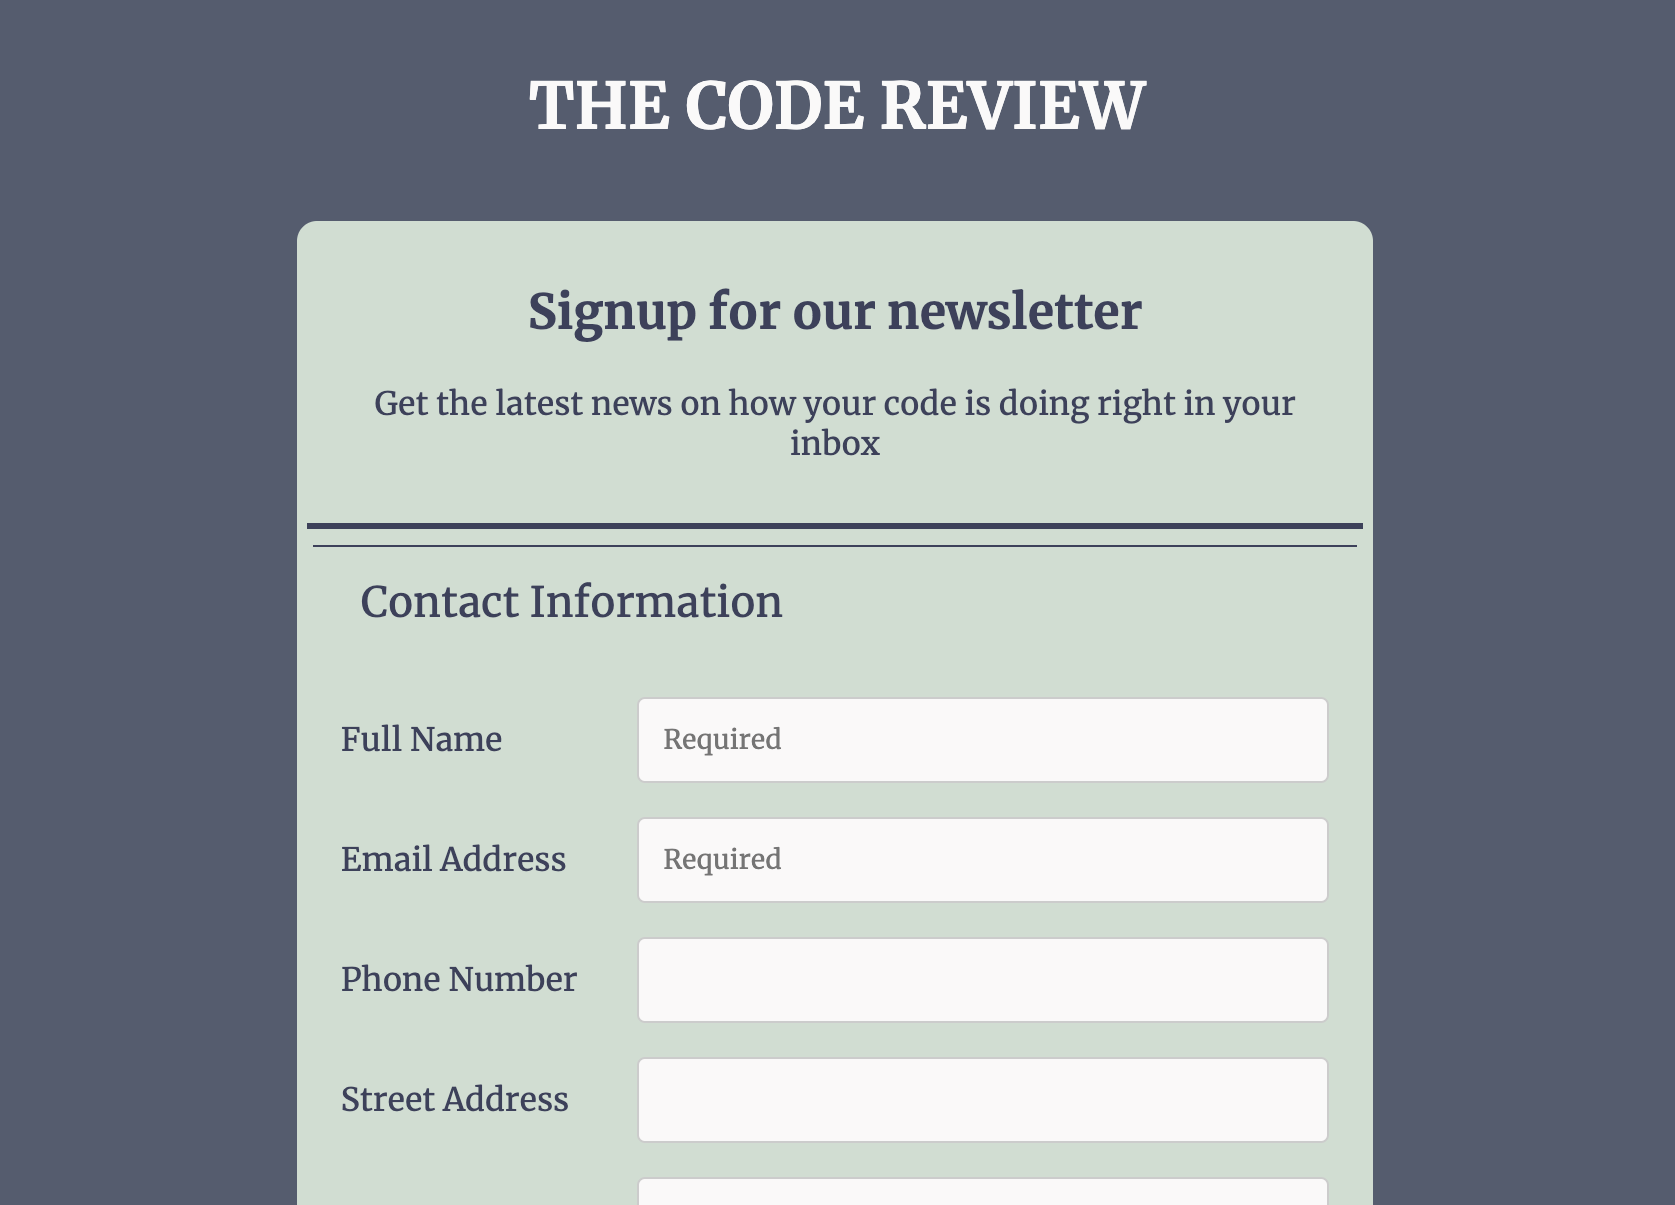 THE CODE REVIEW
Signup for our newsletter
Get the latest news on how your code is doing right in your
inbox
Contact Information
Full Name
Required
Email Address
Required
Phone Number
Street Address